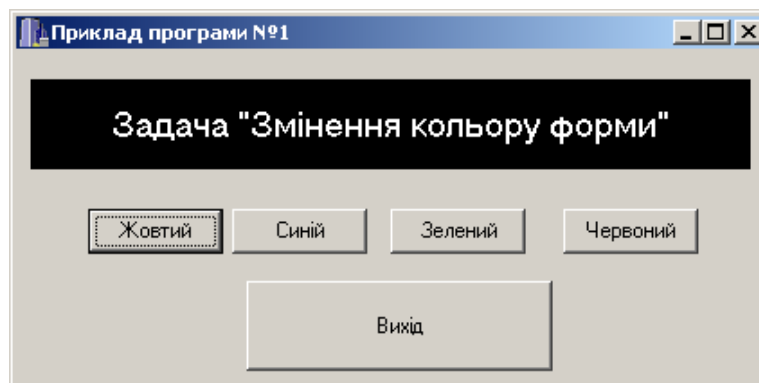 Приклад програми №1
Задача "Змінення кольору форми"
Жовтий Синій Зелений Червоний
Вихід